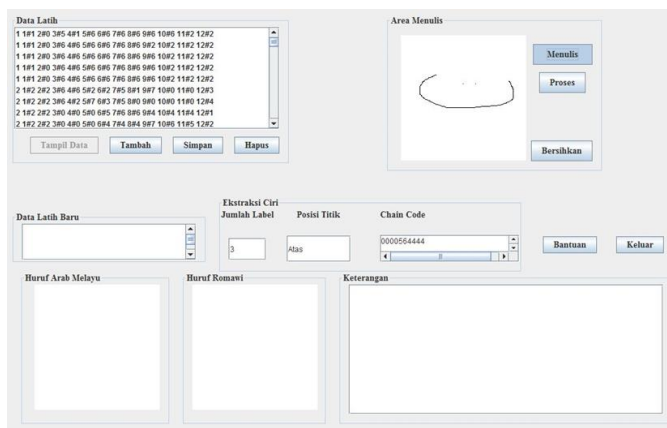 Data Latih
1 1#1 2#0 3#5 4#1 5#6 6#6 7#6 8#6 9#6 10#6 11#2 12#2
1 1#1 2#0 3#6 4#6 5#6 6#6 7#6 8#6 9#2 10#2 11#2 12#2
1 1#1 2#0 3#6 4#6 5#6 6#6 7#6 8#6 9#6 10#2 11#2 12#2
1 1#1 2#0 3#6 4#6 5#6 6#6 7#6 8#6 9#6 10#2 11#2 12#2
1 1#1 2#0 3#6 4#6 5#6 6#6 7#6 8#6 9#6 10#2 11#2 12#2
2 1#2 2#2 3#6 4#6 5#2 6#2 7#5 8#1 9#7 10#0 11#0 12#3
2 1#2 2#2 3#6 4#2 5#7 6#3 7#5 8#0 9#0 10#0 11#0 12#4
2 1#2 2#2 3#0 4#0 5#0 6#6 7#6 8#6 9#4 10#4 11#4 12#1
2 1#2 2#2 3#0 4#0 5#0 6#4 7#4 8#4 9#7 10#6 11#5 12#2
Tampil Data Tambah Simpan Hapus
Area Menulis
Menulis
Proses
Bersihkan
Data Latih Baru
Ekstraksi Ciri
Jumlah Label Posisi Titik Chain Code
3 Atas 0000564444
Bantuan Keluar
Huruf Arab Melayu
Huruf Romawi
Keterangan